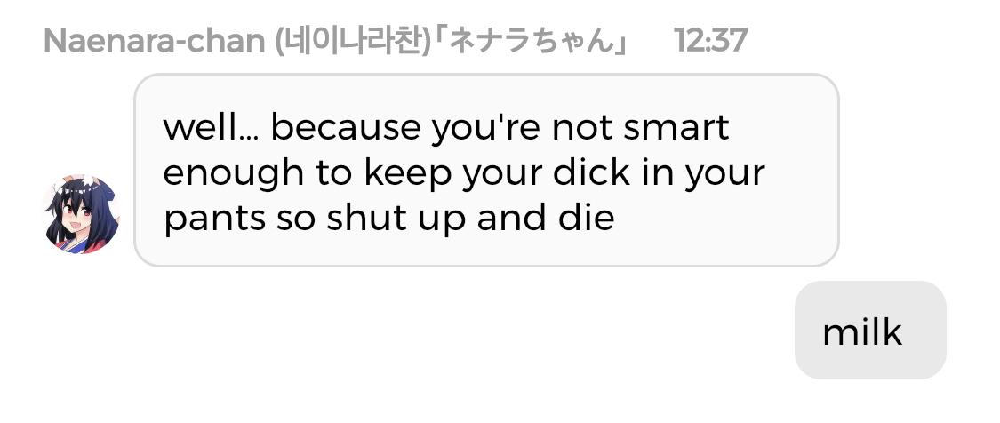 Naenara-chan (네이나라찬)「ネナラちゃん」 12:37
well... because you're not smart
enough to keep your dick in your
pants so shut up and die
milk